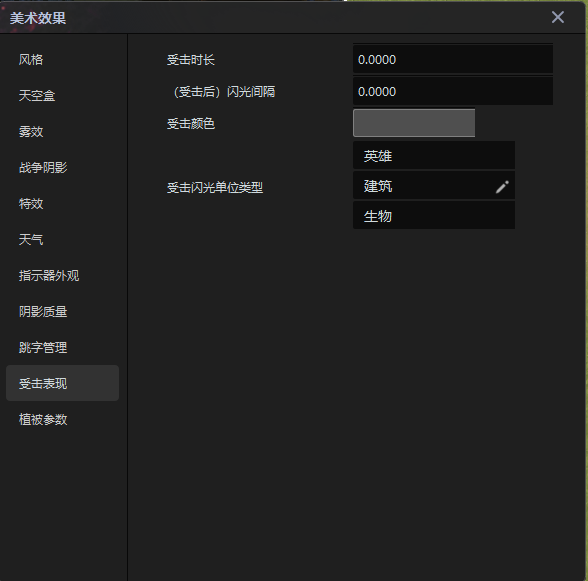 美术效果
风格
天空盒
雾效
战争阴影
特效
天气
指示器外观
阴影质量
跳字管理
受击表现
植被参数
受击时长 0.0000
（受击后）闪光间隔 0.0000
受击颜色
受击闪光单位类型
英雄
建筑
生物